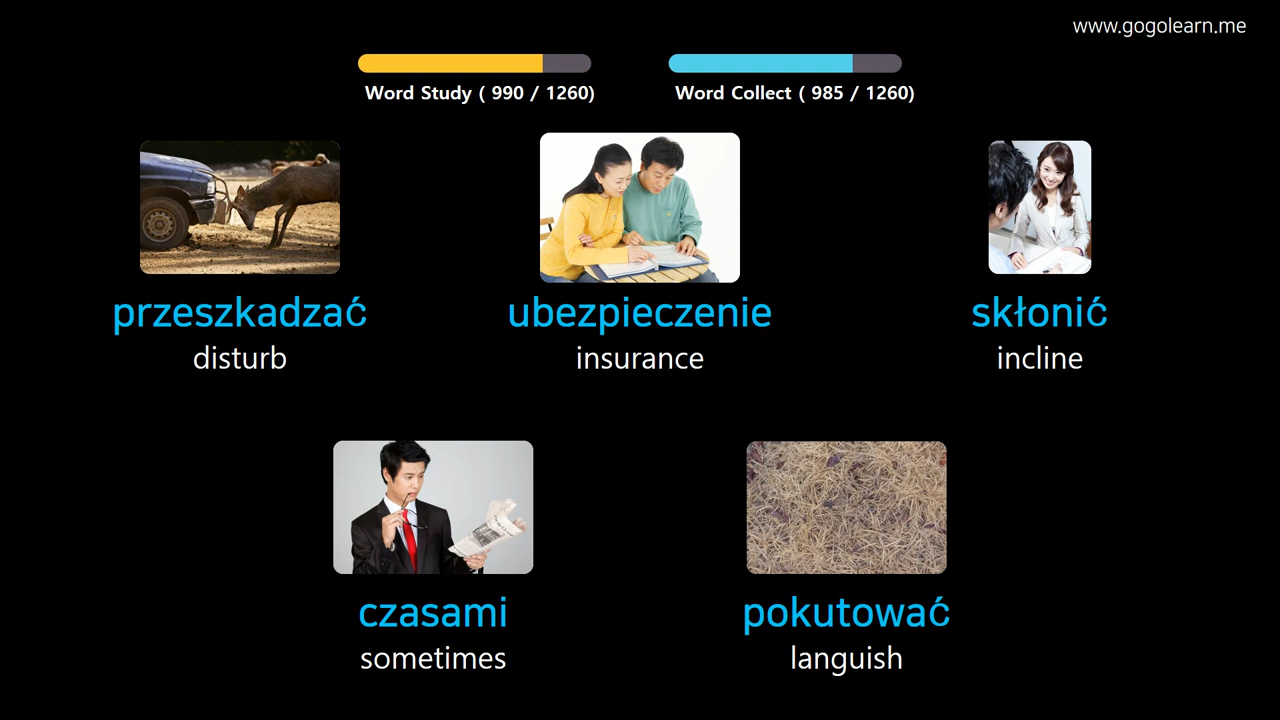 www.gogolearn.me
Word Study ( 990 / 1260)
Word Collect ( 985 / 1260)
przeszkadzać
disturb
ubezpieczenie
insurance
skłonić
incline
czasami
sometimes
pokutować
languish